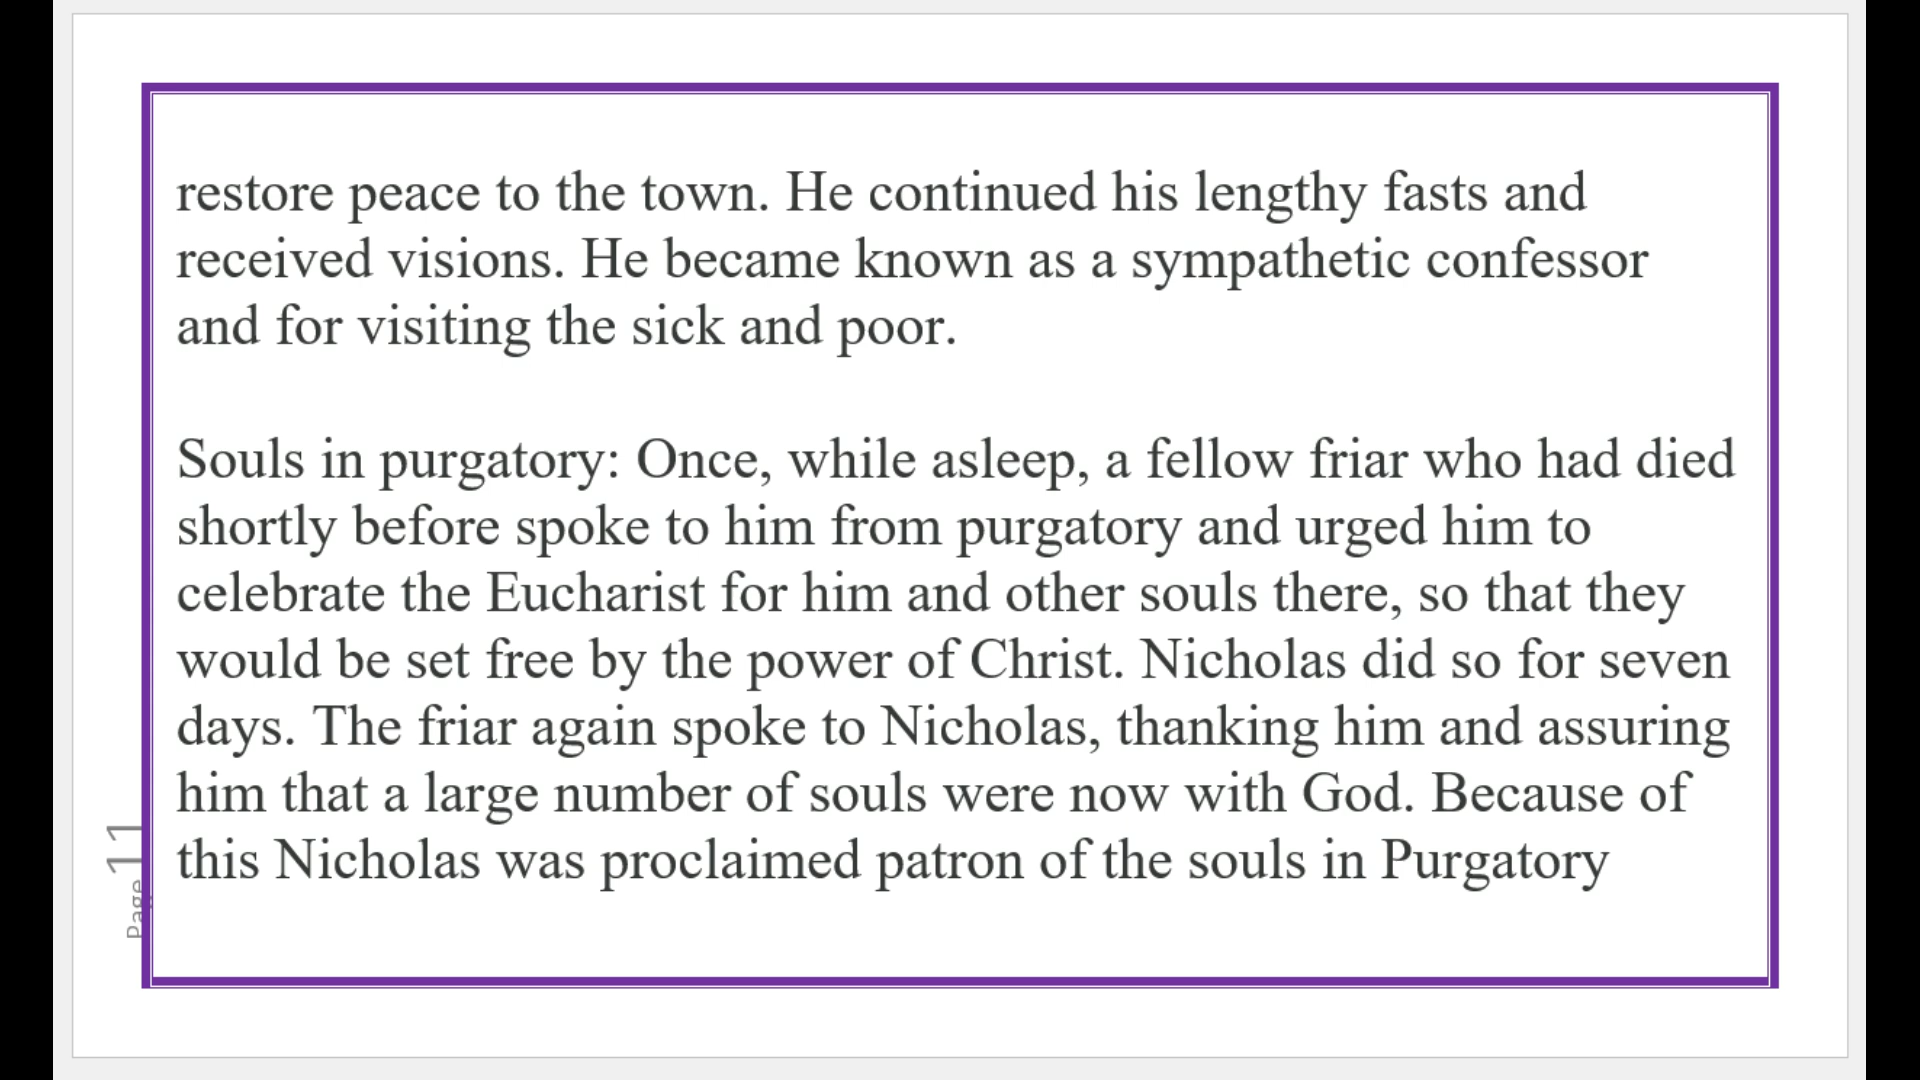 restore peace to the town. He continued his lengthy fasts and
received visions. He became known as a sympathetic confessor
and for visiting the sick and poor.
Souls in purgatory: Once, while asleep, a fellow friar who had died
shortly before spoke to him from purgatory and urged him to
celebrate the Eucharist for him and other souls there, so that they
would be set free by the power of Christ. Nicholas did so for seven
days. The friar again spoke to Nicholas, thanking him and assuring
him that a large number of souls were now with God. Because of
this Nicholas was proclaimed patron of the souls in Purgatory
Page 11